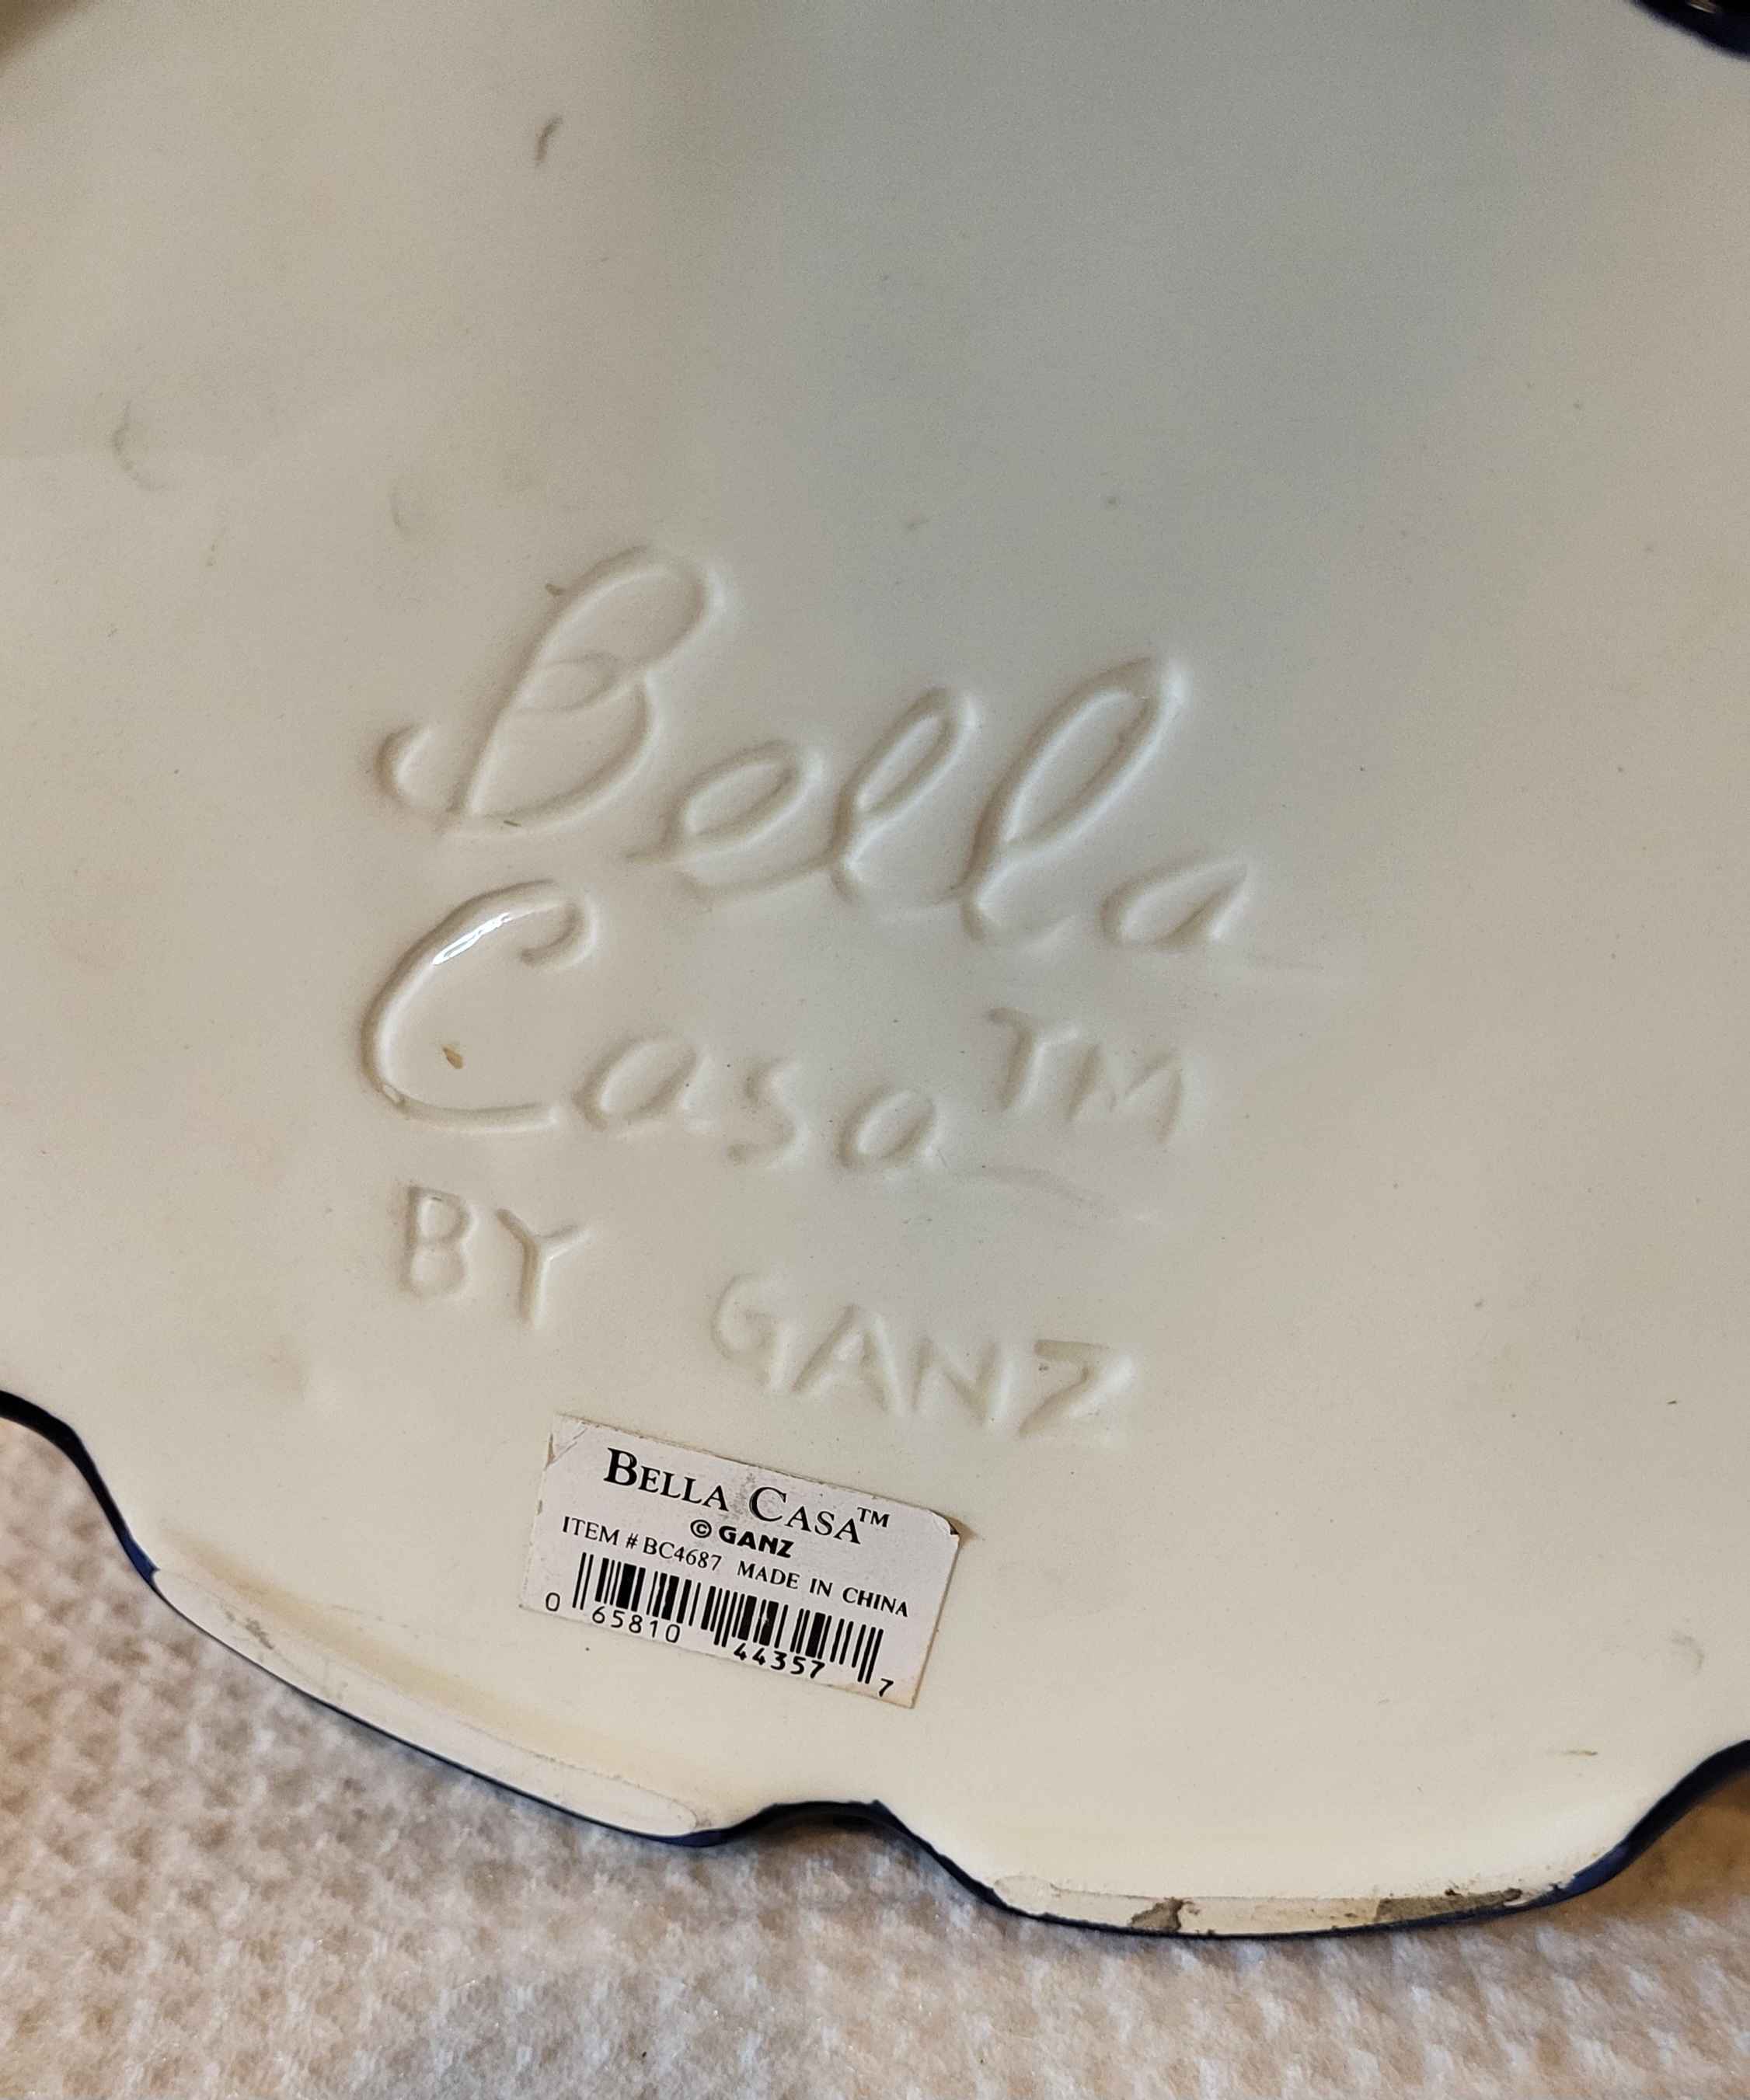 Bella
Casa™
BY GANZ
BELLA CASA™
© GANZ
ITEM # BC4687 MADE IN CHINA
0 65810 44357 7